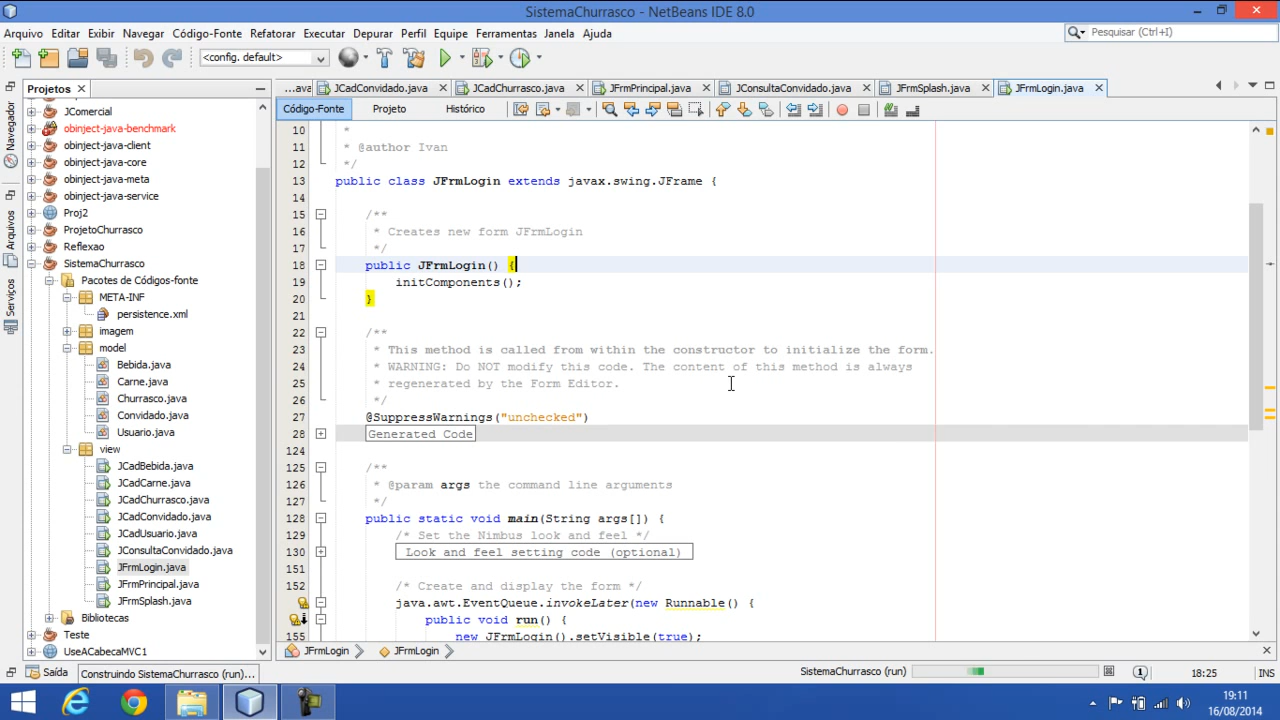 SistemaChurrasco - NetBeans IDE 8.0
Arquivo Editar Exibir Navegar Código-Fonte Refatorar Executar Depurar Perfil Equipe Ferramentas Janela Ajuda
Pesquisar (Ctrl+I)
<config. default>
Projetos
...ava JCadConvidado.java JCadChurrasco.java JFrmPrincipal.java JConsultaConvidado.java JFrmSplash.java JFrmLogin.java
Código-Fonte Projeto Histórico
Navegador
Arquivos
Serviços
JComercial
obinject-java-benchmark
obinject-java-client
obinject-java-core
obinject-java-meta
obinject-java-service
Proj2
ProjetoChurrasco
Reflexao
SistemaChurrasco
Pacotes de Códigos-fonte
META-INF
persistence.xml
imagem
model
Bebida.java
Carne.java
Churrasco.java
Convidado.java
Usuario.java
view
JCadBebida.java
JCadCarne.java
JCadChurrasco.java
JCadConvidado.java
JCadUsuario.java
JConsultaConvidado.java
JFrmLogin.java
JFrmPrincipal.java
JFrmSplash.java
Bibliotecas
Teste
UseACabecaMVC1
10 *
11 * @author Ivan
12 */
13 public class JFrmLogin extends javax.swing.JFrame {
14
15 /**
16 * Creates new form JFrmLogin
17 */
18 public JFrmLogin() {
19 initComponents();
20 }
21
22 /**
23 * This method is called from within the constructor to initialize the form.
24 * WARNING: Do NOT modify this code. The content of this method is always
25 * regenerated by the Form Editor.
26 */
27 @SuppressWarnings("unchecked")
28 Generated Code
124
125 /**
126 * @param args the command line arguments
127 */
128 public static void main(String args[]) {
129 /* Set the Nimbus look and feel */
130 Look and feel setting code (optional)
151
152 /* Create and display the form */
java.awt.EventQueue.invokeLater(new Runnable() {
public void run() {
155 new JFrmLogin().setVisible(true);
JFrmLogin JFrmLogin
Saída Construindo SistemaChurrasco (run)... SistemaChurrasco (run) 1 18:25 INS
19:11
16/08/2014